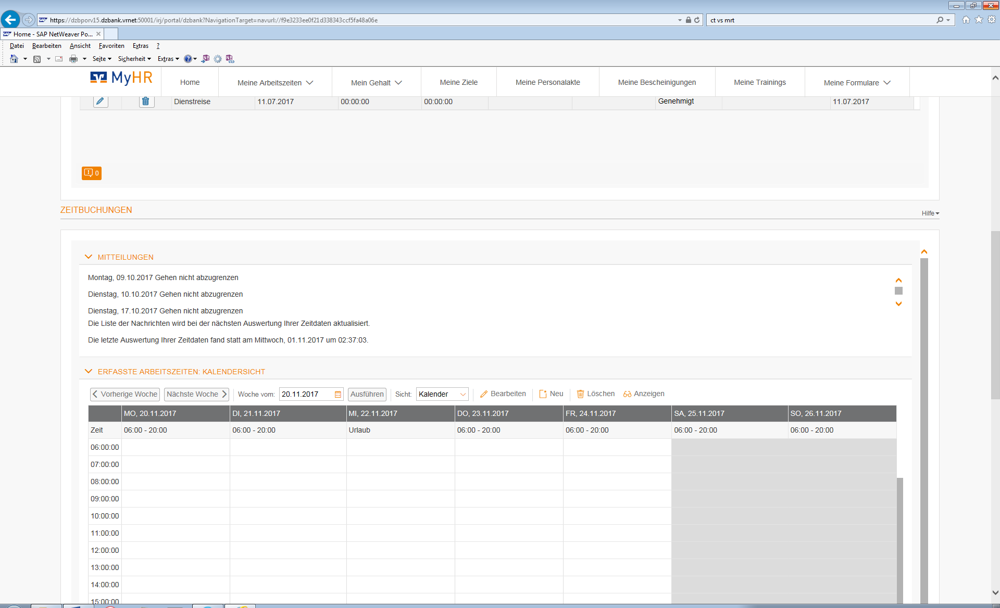 https://dzbporv15.dzbank.vrnet:50001/irj/portal/dzbank?NavigationTarget=navurl://f9e3233ee0f21d338343ccf5fa48a06e
ct vs mrt
Home - SAP NetWeaver Po...
Datei Bearbeiten Ansicht Favoriten Extras ?
Seite Sicherheit Extras
MyHR Home Meine Arbeitszeiten Mein Gehalt Meine Ziele Meine Personalakte Meine Bescheinigungen Meine Trainings Meine Formulare
Dienstreise 11.07.2017 00:00:00 00:00:00 Genehmigt 11.07.2017
0
ZEITBUCHUNGEN
Hilfe
MITTEILUNGEN
Montag, 09.10.2017 Gehen nicht abzugrenzen
Dienstag, 10.10.2017 Gehen nicht abzugrenzen
Dienstag, 17.10.2017 Gehen nicht abzugrenzen
Die Liste der Nachrichten wird bei der nächsten Auswertung Ihrer Zeitdaten aktualisiert.
Die letzte Auswertung Ihrer Zeitdaten fand statt am Mittwoch, 01.11.2017 um 02:37:03.
ERFASSTE ARBEITSZEITEN: KALENDERSICHT
Vorherige Woche Nächste Woche Woche vom: 20.11.2017 Ausführen Sicht: Kalender Bearbeiten Neu Löschen Anzeigen
MO, 20.11.2017 DI, 21.11.2017 MI, 22.11.2017 DO, 23.11.2017 FR, 24.11.2017 SA, 25.11.2017 SO, 26.11.2017
Zeit 06:00 - 20:00 06:00 - 20:00 Urlaub 06:00 - 20:00 06:00 - 20:00 06:00 - 20:00 06:00 - 20:00
06:00:00
07:00:00
08:00:00
09:00:00
10:00:00
11:00:00
12:00:00
13:00:00
14:00:00
15:00:00